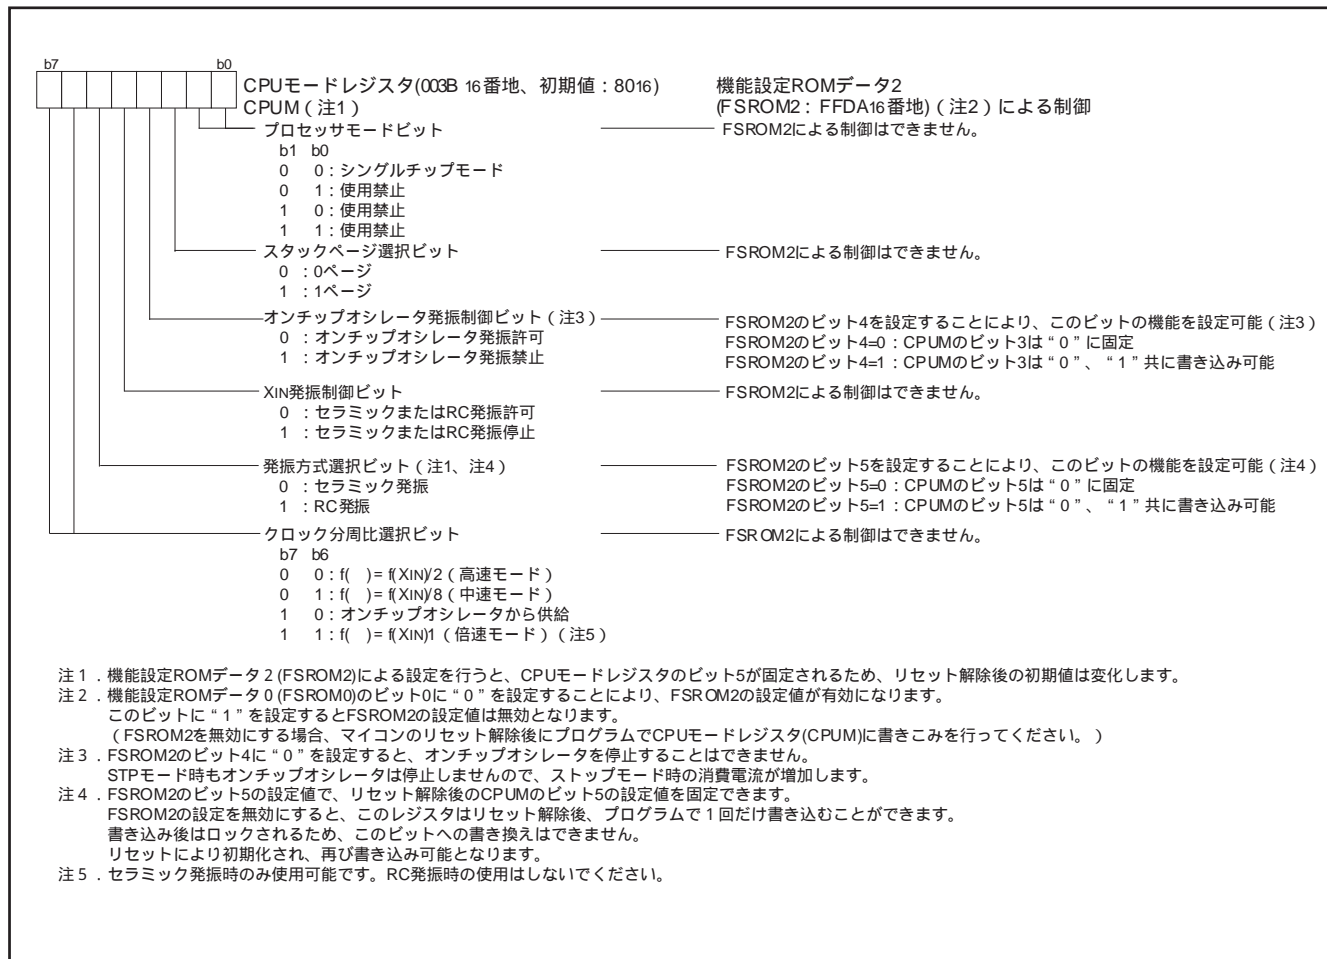 b7 b0
CPUモードレジスタ(003B 16番地、初期値：8016) 機能設定ROMデータ2
CPUM（注1） (FSROM2：FFDA16番地)（注2）による制御
プロセッサモードビット FSROM2による制御はできません。
b1 b0
0 0：シングルチップモード
0 1：使用禁止
1 0：使用禁止
1 1：使用禁止
スタックページ選択ビット FSROM2による制御はできません。
0 ：0ページ
1 ：1ページ
オンチップオシレータ発振制御ビット（注3） FSROM2のビット4を設定することにより、このビットの機能を設定可能（注3）
0 ：オンチップオシレータ発振許可 FSROM2のビット4=0：CPUMのビット3は“0”に固定
1 ：オンチップオシレータ発振禁止 FSROM2のビット4=1：CPUMのビット3は“0”、“1”共に書き込み可能
XIN発振制御ビット FSROM2による制御はできません。
0 ：セラミックまたはRC発振許可
1 ：セラミックまたはRC発振停止
発振方式選択ビット（注1、注4） FSROM2のビット5を設定することにより、このビットの機能を設定可能（注4）
0 ：セラミック発振 FSROM2のビット5=0：CPUMのビット5は“0”に固定
1 ：RC発振 FSROM2のビット5=1：CPUMのビット5は“0”、“1”共に書き込み可能
クロック分周比選択ビット FSROM2による制御はできません。
b7 b6
0 0：f( )= f(XIN)/2（高速モード）
0 1：f( )= f(XIN)/8（中速モード）
1 0：オンチップオシレータから供給
1 1：f( )= f(XIN)1（倍速モード）（注5）
注1．機能設定ROMデータ2(FSROM2)による設定を行うと、CPUモードレジスタのビット5が固定されるため、リセット解除後の初期値は変化します。
注2．機能設定ROMデータ0(FSROM0)のビット0に“0”を設定することにより、FSROM2の設定値が有効になります。
このビットに“1”を設定するとFSROM2の設定値は無効となります。
（FSROM2を無効にする場合、マイコンのリセット解除後にプログラムでCPUモードレジスタ(CPUM)に書きこみを行ってください。）
注3．FSROM2のビット4に“0”を設定すると、オンチップオシレータを停止することはできません。
STPモード時もオンチップオシレータは停止しませんので、ストップモード時の消費電流が増加します。
注4．FSROM2のビット5の設定値で、リセット解除後のCPUMのビット5の設定値を固定できます。
FSROM2の設定を無効にすると、このレジスタはリセット解除後、プログラムで1回だけ書き込むことができます。
書き込み後はロックされるため、このビットへの書き換えはできません。
リセットにより初期化され、再び書き込み可能となります。
注5．セラミック発振時のみ使用可能です。RC発振時の使用はしないでください。